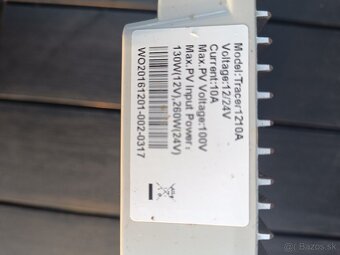 Model:Tracer1210A
Voltage:12/24V
Current:10A
Max.PV Voltage:100V
Max.PV Input Power:
130W(12V),260W(24V)
WO20161201-002-0317
Bazos.sk